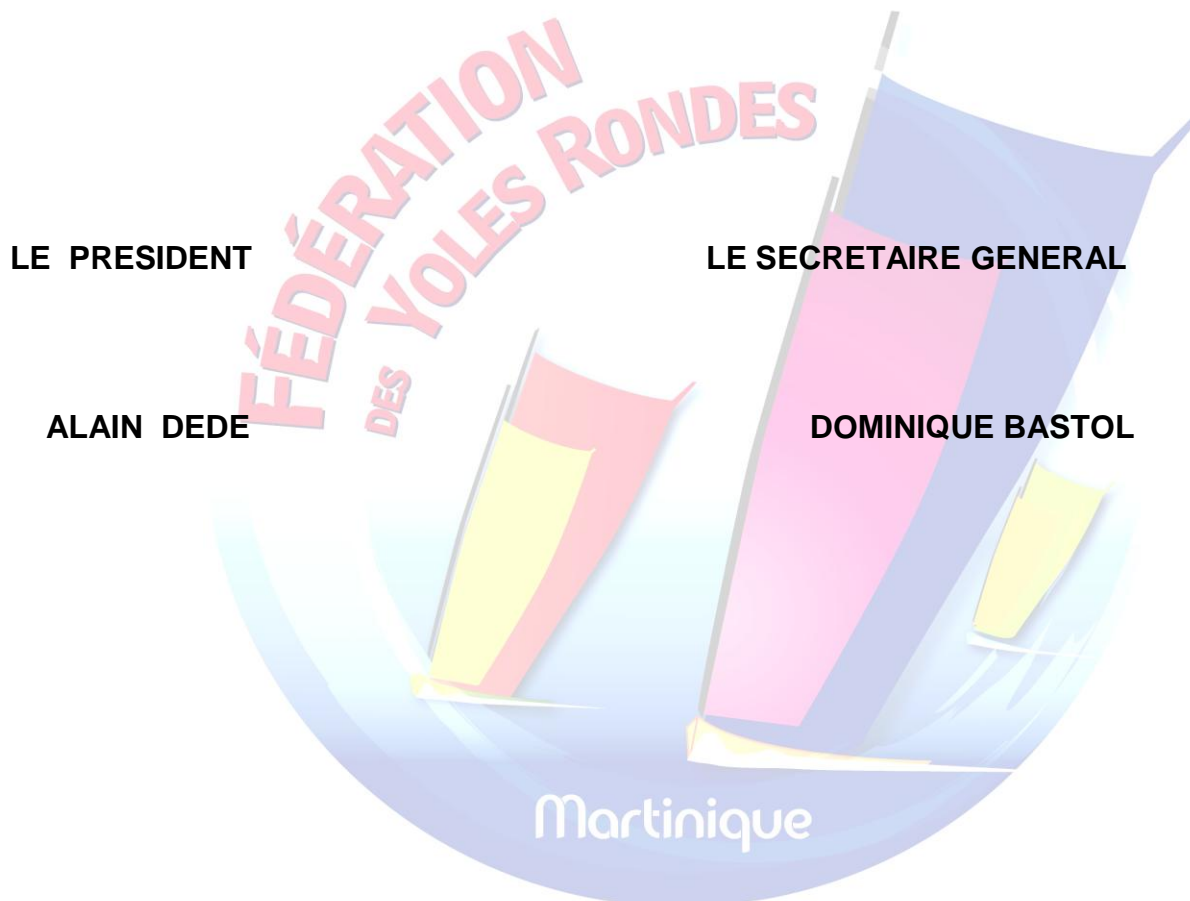 FÉDÉRATION
DES YOLES RONDES
LE PRESIDENT LE SECRETAIRE GENERAL
ALAIN DEDE DOMINIQUE BASTOL
Martinique